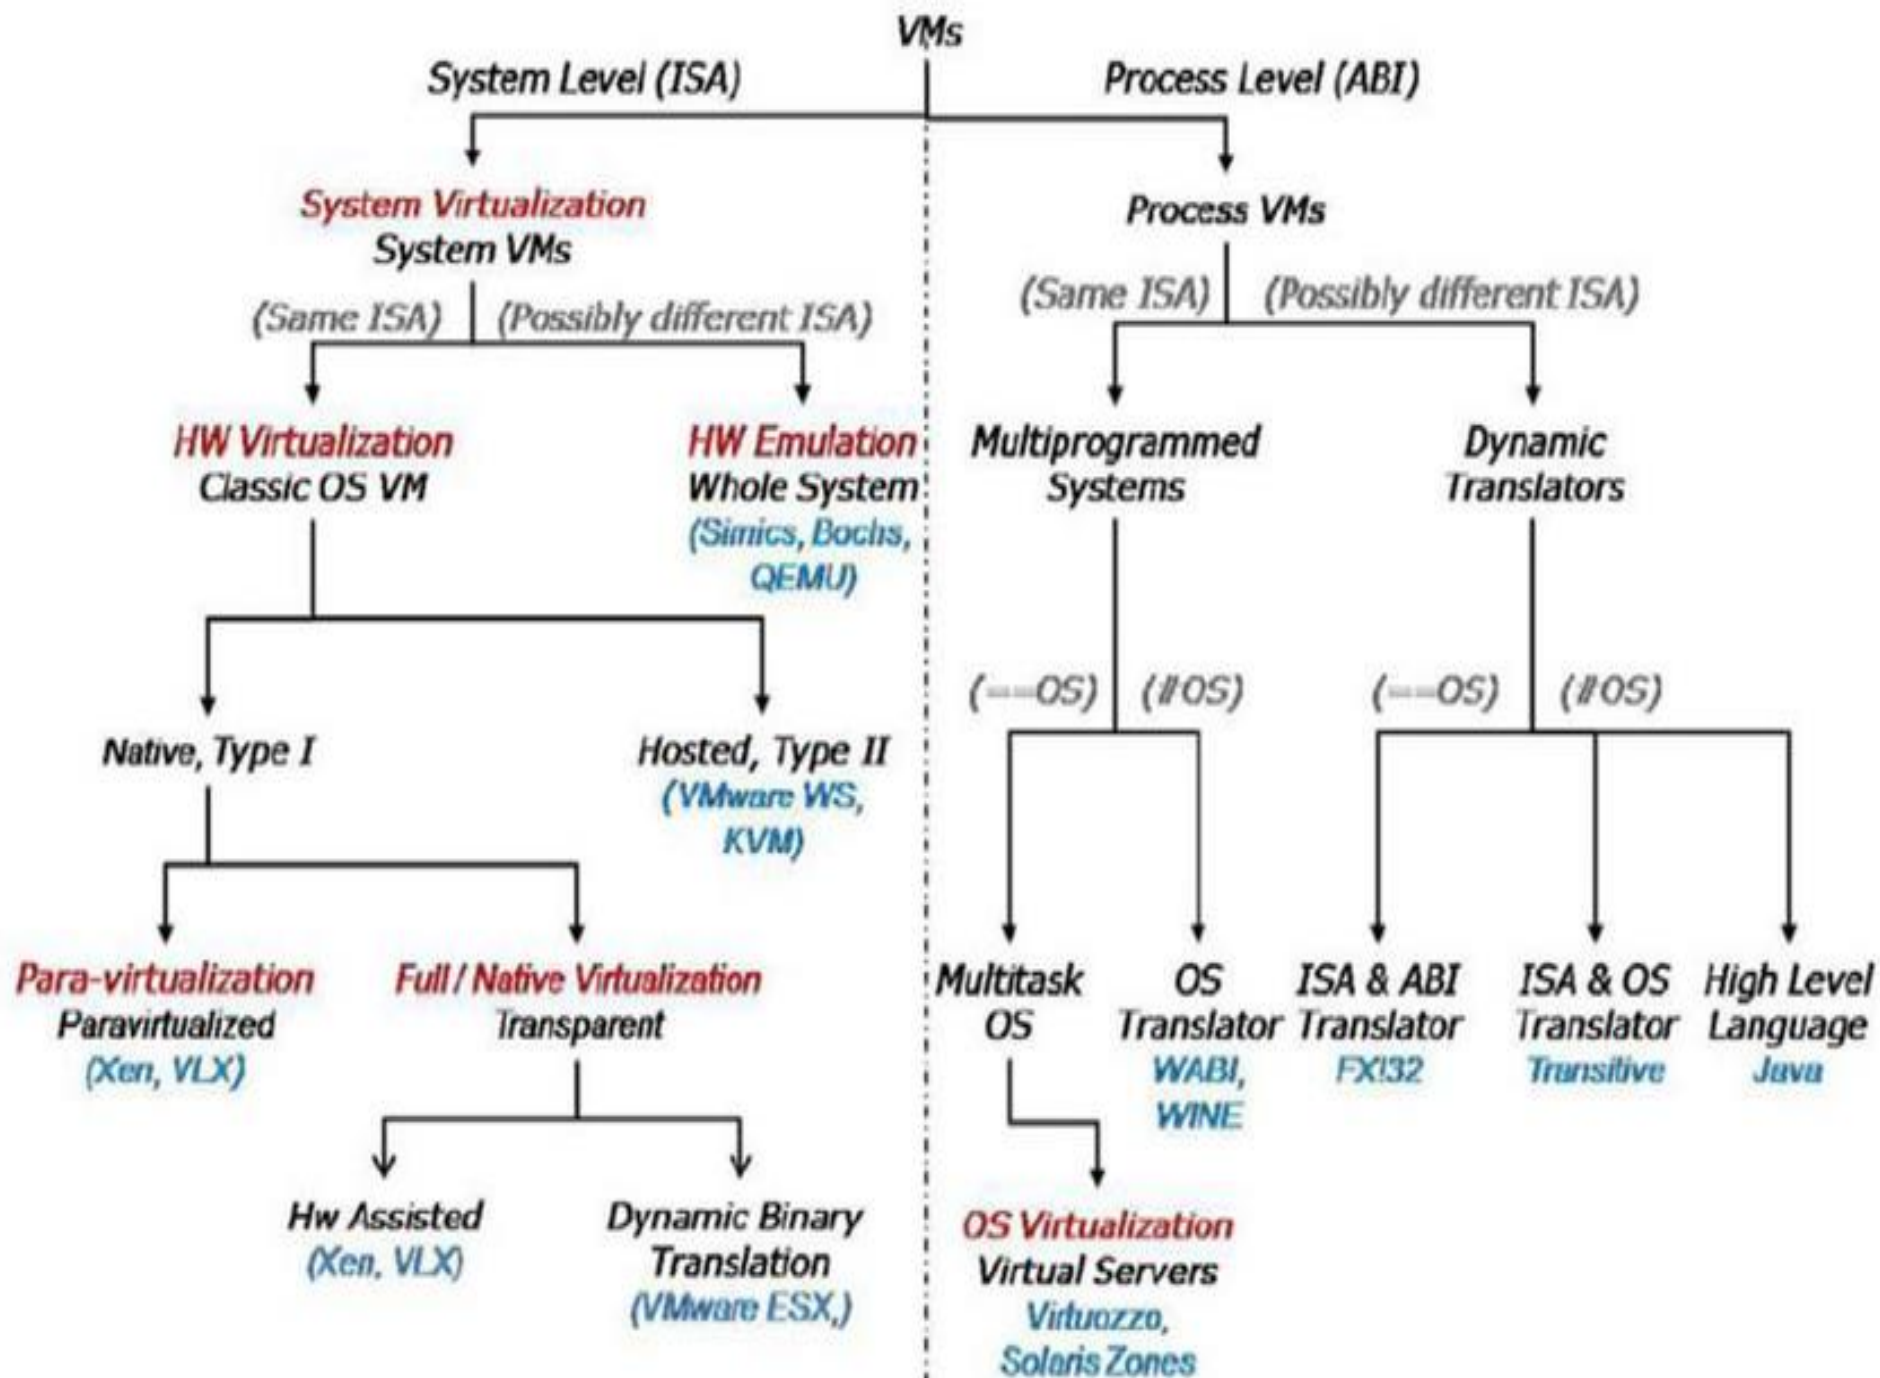 VMs
System Level (ISA)
Process Level (ABI)
System Virtualization
System VMs
Process VMs
(Same ISA)
(Possibly different ISA)
(Same ISA)
(Possibly different ISA)
HW Virtualization
Classic OS VM
HW Emulation
Whole System
(Simics, Bochs,
QEMU)
Multiprogrammed
Systems
Dynamic
Translators
(==OS)
(≠OS)
(==OS)
(≠OS)
Native, Type I
Hosted, Type II
(VMware WS,
KVM)
Para-virtualization
Paravirtualized
(Xen, VLX)
Full / Native Virtualization
Transparent
Multitask
OS
OS
Translator
WABI,
WINE
ISA & ABI
Translator
FX!32
ISA & OS
Translator
Transitive
High Level
Language
Java
Hw Assisted
(Xen, VLX)
Dynamic Binary
Translation
(VMware ESX,)
OS Virtualization
Virtual Servers
Virtuozzo,
Solaris Zones